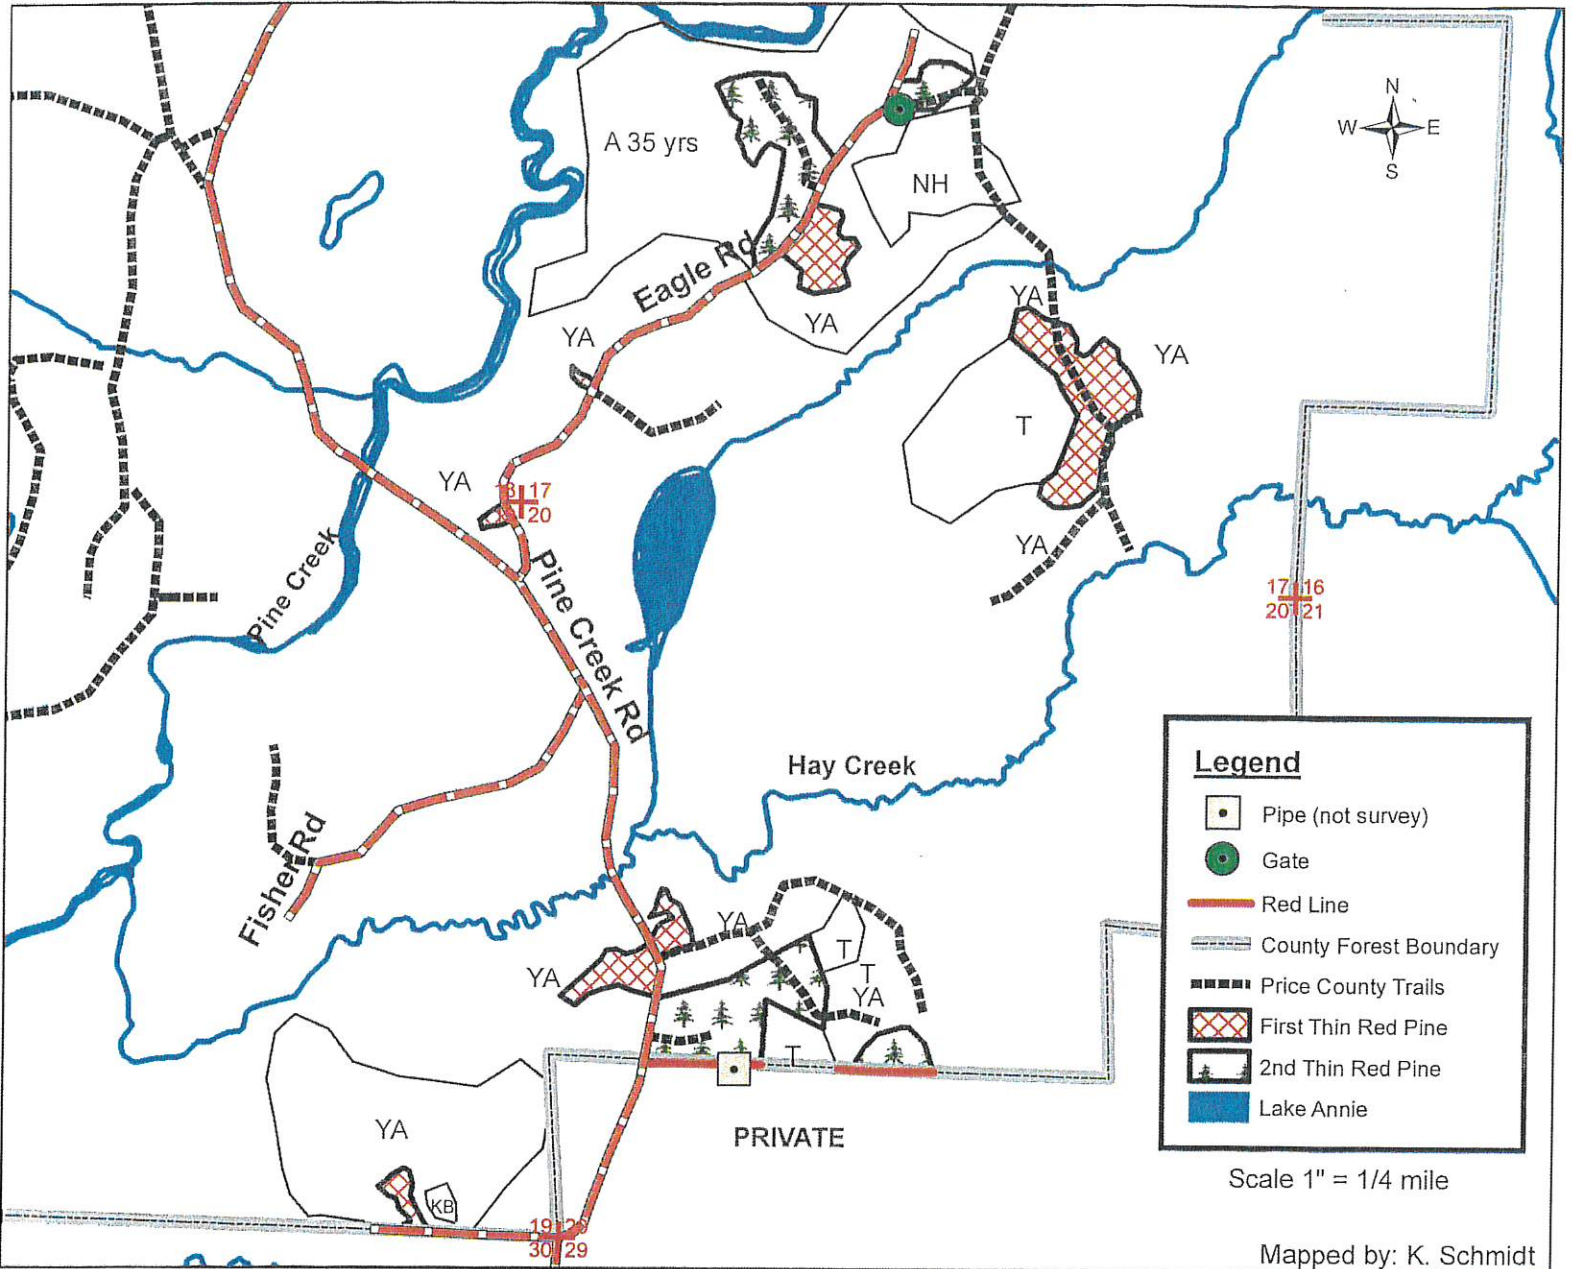 N
W E
S
A 35 yrs
NH
Eagle Rd
YA
YA
YA
YA
T
YA
17
20
YA
Pine Creek
Pine Creek Rd
17 16
20 21
Hay Creek
Fisher Rd
YA
YA
T
T
YA
T
YA
KB
PRIVATE
19
30 29
Legend
Pipe (not survey)
Gate
Red Line
County Forest Boundary
Price County Trails
First Thin Red Pine
2nd Thin Red Pine
Lake Annie
Scale 1" = 1/4 mile
Mapped by: K. Schmidt